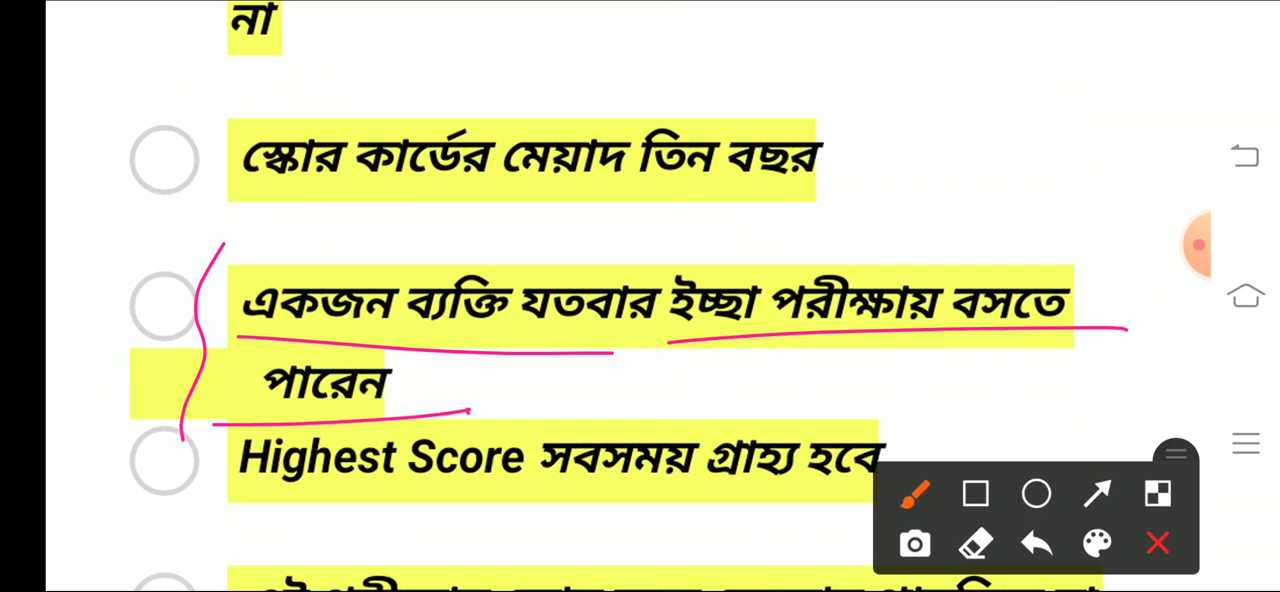 না
স্কোর কার্ডের মেয়াদ তিন বছর
একজন ব্যক্তি যতবার ইচ্ছা পরীক্ষায় বসতে
পারেন
Highest Score সবসময় গ্রাহ্য হবে